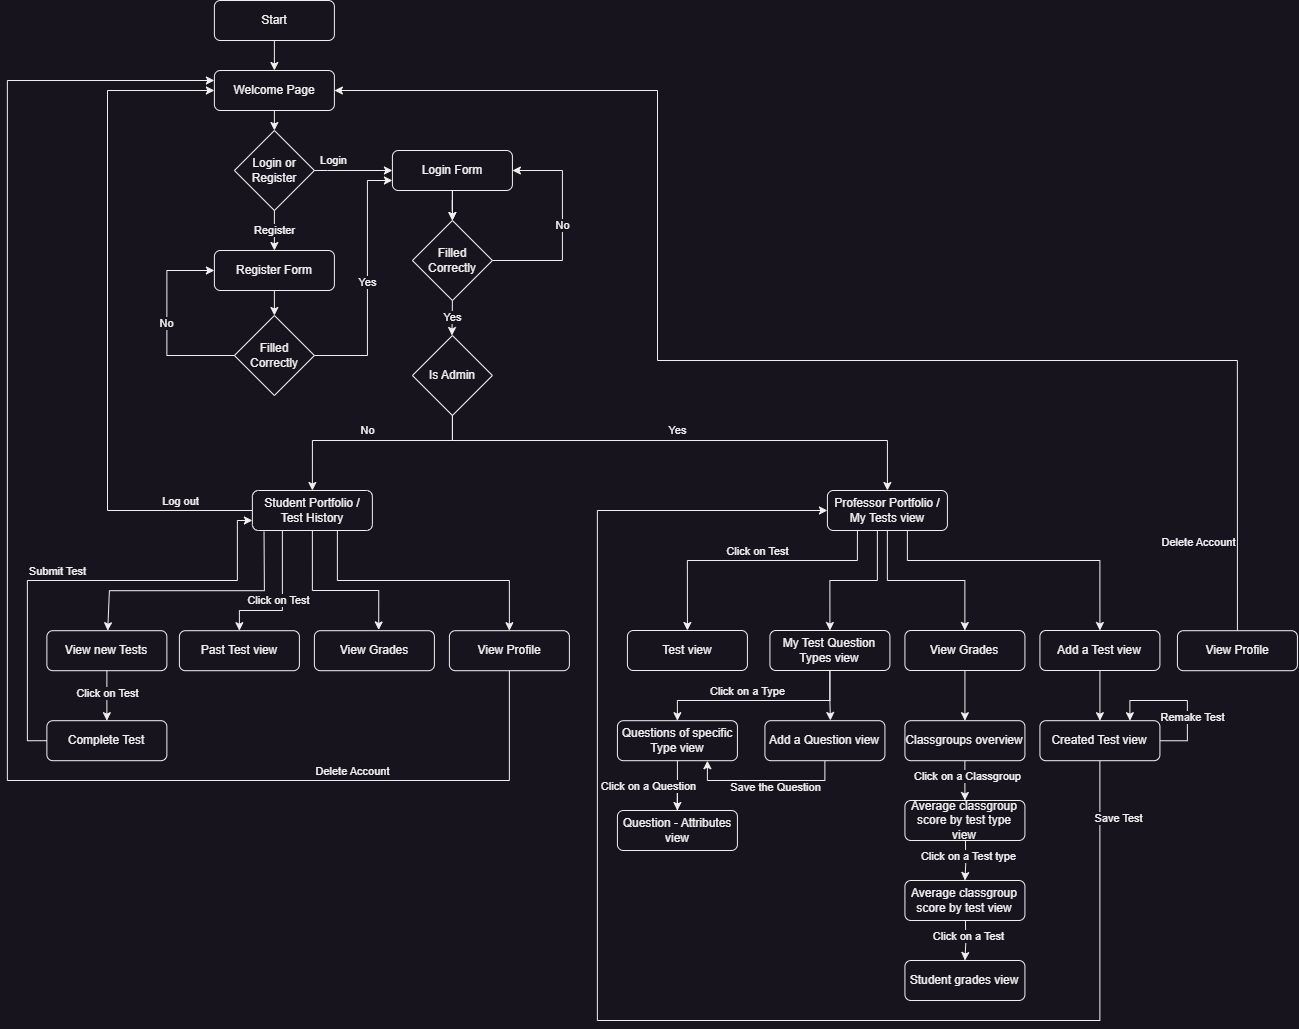 Start
Welcome Page
Login or
Register
Login
Login Form
Register
No
Filled
Correctly
Register Form
Yes
No
Yes
Filled
Correctly
Is Admin
No
Yes
Log out
Student Portfolio /
Test History
Professor Portfolio /
My Tests view
Delete Account
Click on Test
Submit Test
Click on Test
View new Tests
Past Test view
View Grades
View Profile
Test view
My Test Question
Types view
View Grades
Add a Test view
View Profile
Click on Test
Click on a Type
Remake Test
Complete Test
Questions of specific
Type view
Add a Question view
Classgroups overview
Created Test view
Delete Account
Click on a Question
Save the Question
Click on a Classgroup
Question - Attributes
view
Average classgroup
score by test type
view
Save Test
Click on a Test type
Average classgroup
score by test view
Click on a Test
Student grades view